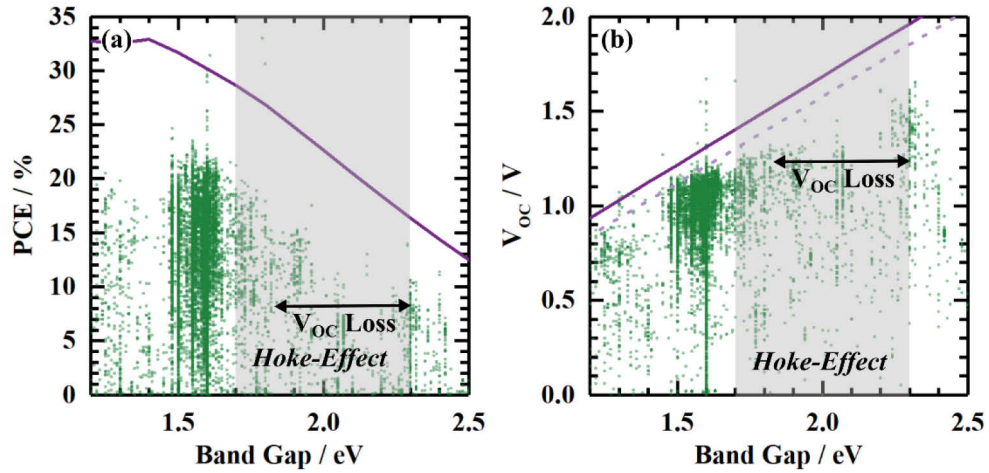 (a)
35
30
25
20
15
10
5
0
PCE / %
V_OC Loss
Hoke-Effect
1.5
2.0
2.5
Band Gap / eV
(b)
2.0
1.5
1.0
0.5
0.0
V_OC / V
V_OC Loss
Hoke-Effect
1.5
2.0
2.5
Band Gap / eV